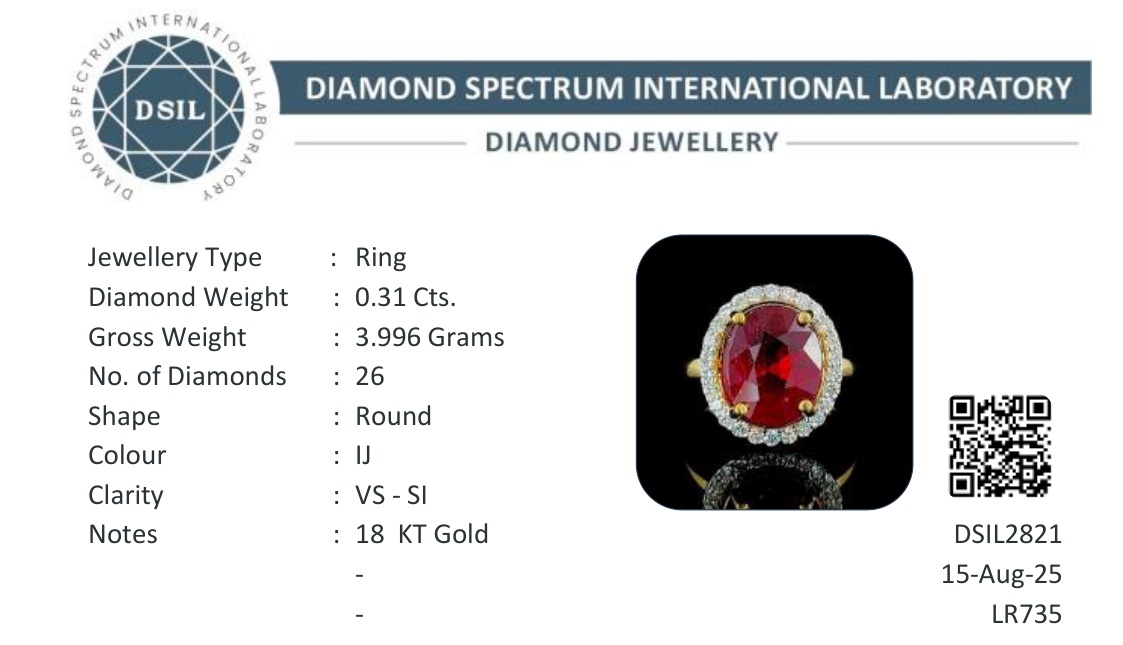 DIAMOND SPECTRUM INTERNATIONAL LABORATORY
DSIL
DIAMOND SPECTRUM INTERNATIONAL LABORATORY
DIAMOND JEWELLERY
Jewellery Type : Ring
Diamond Weight : 0.31 Cts.
Gross Weight : 3.996 Grams
No. of Diamonds : 26
Shape : Round
Colour : IJ
Clarity : VS - SI
Notes : 18 KT Gold
-
-
DSIL2821
15-Aug-25
LR735